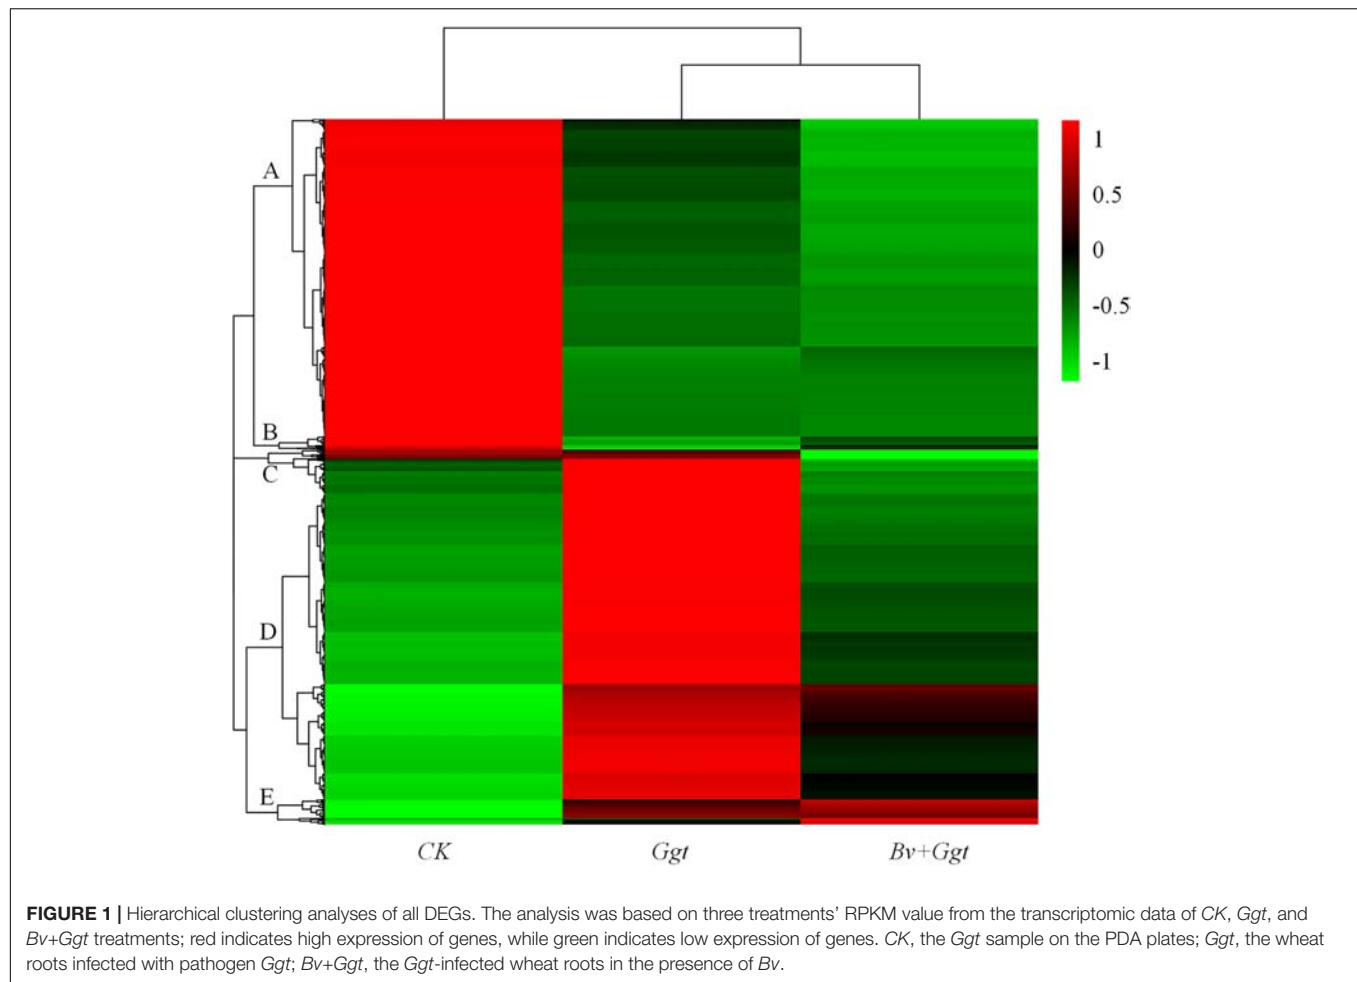 A
B
C
D
E
1
0.5
0
-0.5
-1
CK Ggt Bv+Ggt
FIGURE 1 | Hierarchical clustering analyses of all DEGs. The analysis was based on three treatments' RPKM value from the transcriptomic data of CK, Ggt, and
Bv+Ggt treatments; red indicates high expression of genes, while green indicates low expression of genes. CK, the Ggt sample on the PDA plates; Ggt, the wheat
roots infected with pathogen Ggt; Bv+Ggt, the Ggt-infected wheat roots in the presence of Bv.